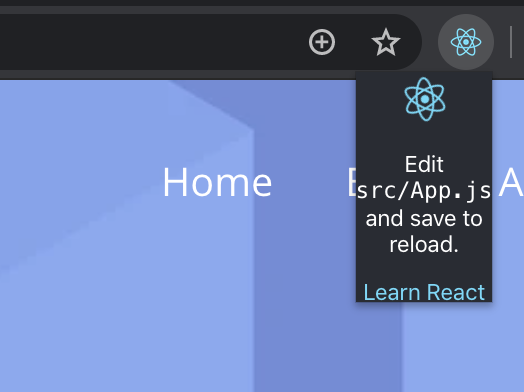 Home
Edit
src/App.js
and save to
reload.
Learn React